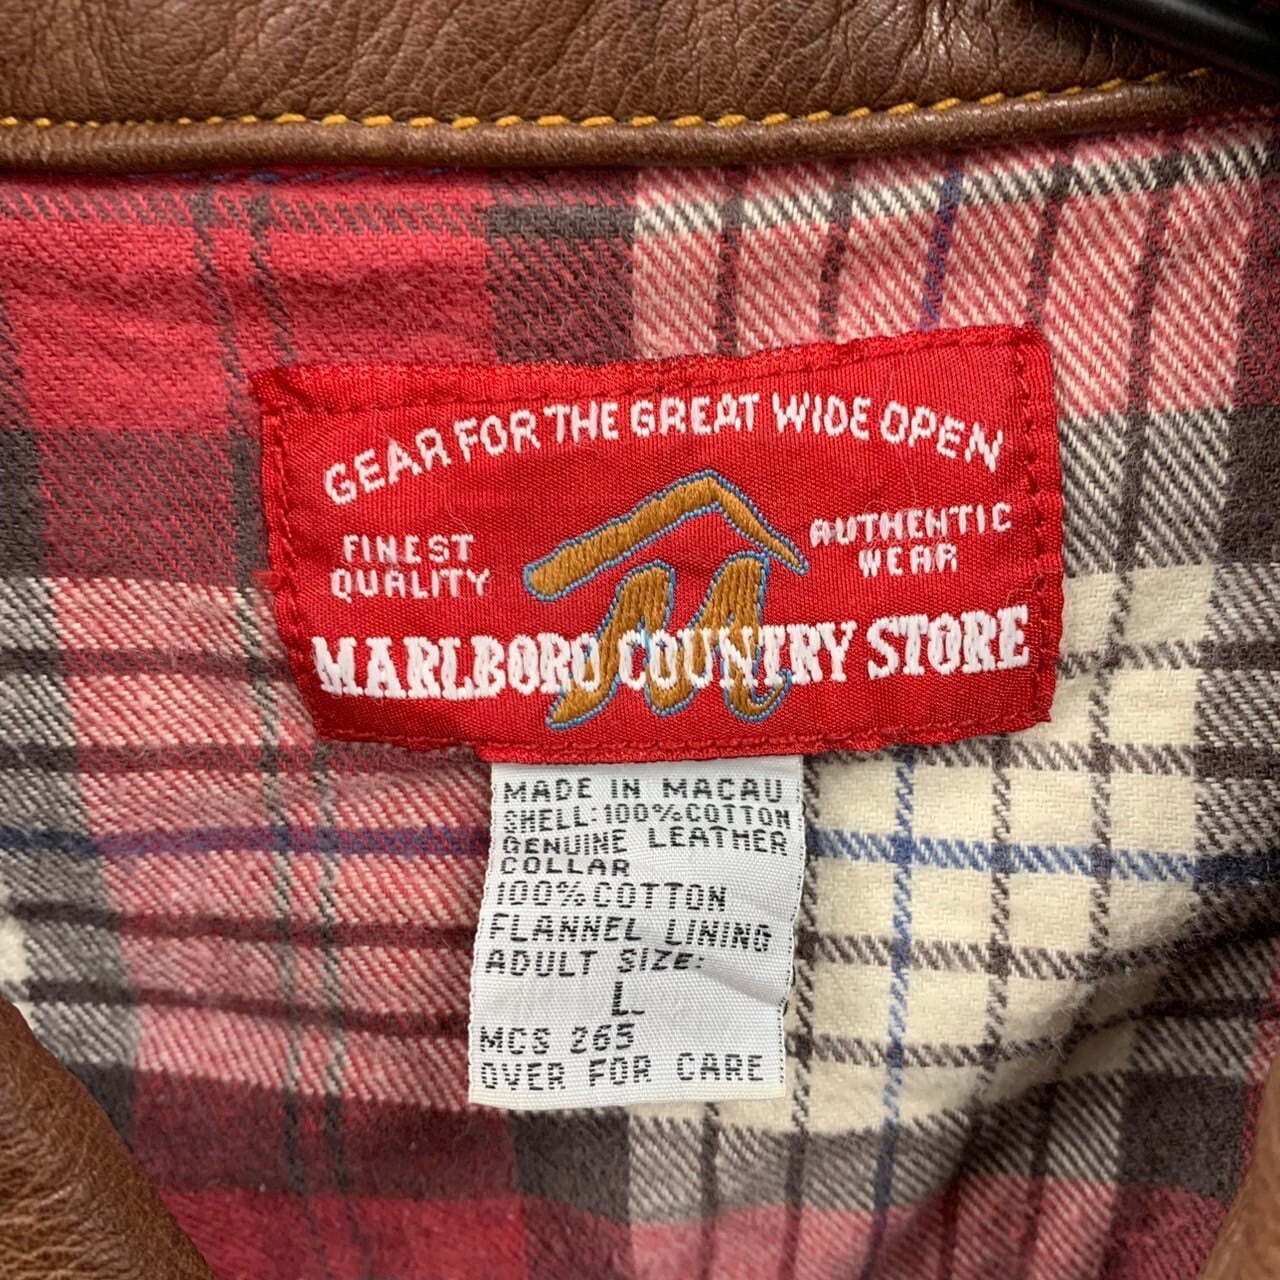 GEAR FOR THE GREAT WIDE OPEN
FINEST
QUALITY
AUTHENTIC
WEAR
M
MARLBORO COUNTRY STORE
MADE IN MACAU
SHELL:100%COTTON
GENUINE LEATHER
COLLAR
100%COTTON
FLANNEL LINING
ADULT SIZE:
L
MCS 265
OVER FOR CARE